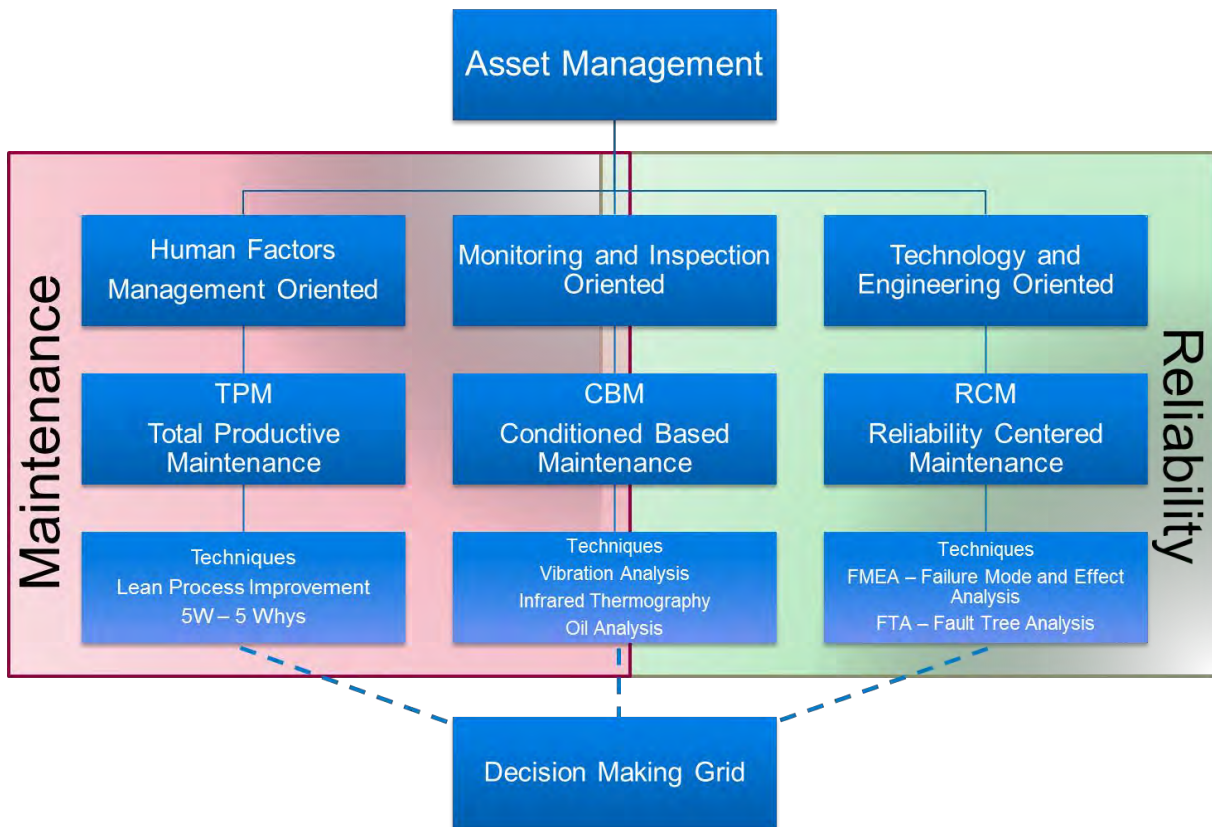 Asset Management
Maintenance
Reliability
Human Factors
Management Oriented
Monitoring and Inspection
Oriented
Technology and
Engineering Oriented
TPM
Total Productive
Maintenance
CBM
Conditioned Based
Maintenance
RCM
Reliability Centered
Maintenance
Techniques
Lean Process Improvement
5W – 5 Whys
Techniques
Vibration Analysis
Infrared Thermography
Oil Analysis
Techniques
FMEA – Failure Mode and Effect
Analysis
FTA – Fault Tree Analysis
Decision Making Grid